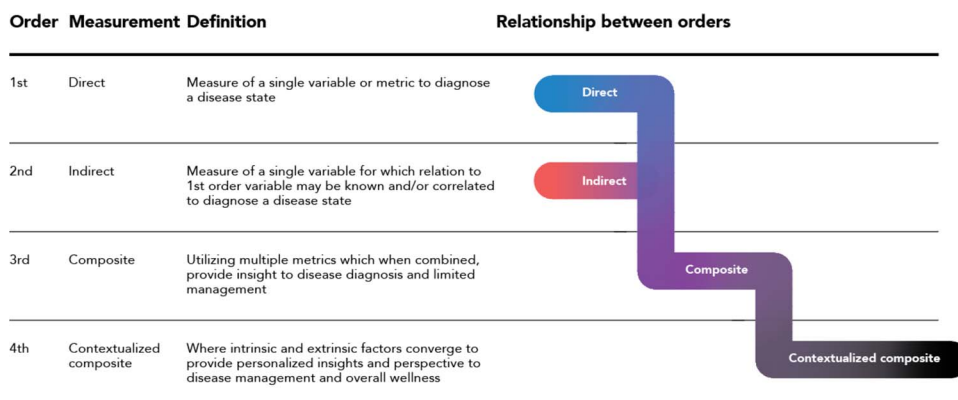 Order Measurement Definition Relationship between orders
1st Direct Measure of a single variable or metric to diagnose
a disease state
Direct
2nd Indirect Measure of a single variable for which relation to
1st order variable may be known and/or correlated
to diagnose a disease state
Indirect
3rd Composite Utilizing multiple metrics which when combined,
provide insight to disease diagnosis and limited
management
Composite
4th Contextualized
composite
Where intrinsic and extrinsic factors converge to
provide personalized insights and perspective to
disease management and overall wellness
Contextualized composite